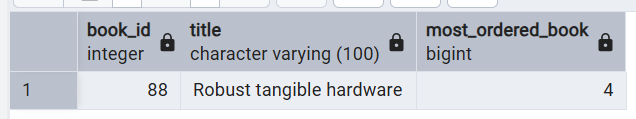 book_id title most_ordered_book
integer character varying (100) bigint
1 88 Robust tangible hardware 4